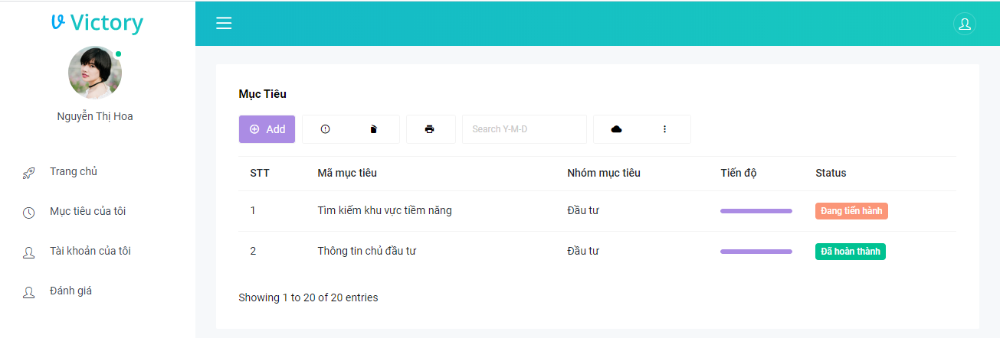 Victory
Nguyễn Thị Hoa
Trang chủ
Mục tiêu của tôi
Tài khoản của tôi
Đánh giá
Mục Tiêu
Add
Search Y-M-D
STT Mã mục tiêu Nhóm mục tiêu Tiến độ Status
1 Tìm kiếm khu vực tiềm năng Đầu tư Đang tiến hành
2 Thông tin chủ đầu tư Đầu tư Đã hoàn thành
Showing 1 to 20 of 20 entries